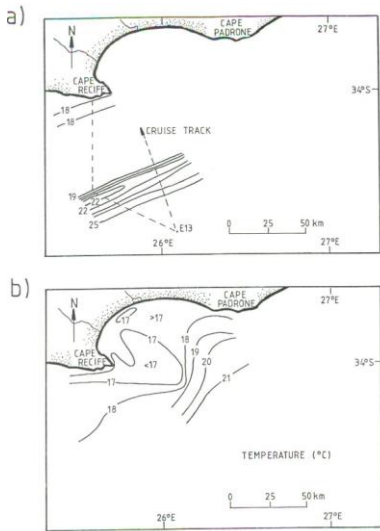 a)
CAPE
PADRONE
27°E
N
CAPE
RECIFE
34°S
18
18
CRUISE TRACK
19
22
22
25
E13
0 25 50 km
26°E
27°E
b)
N
CAPE
PADRONE
<17
>17
17
18
19
20
21
CAPE
RECIFE
<17
17
34°S
18
TEMPERATURE (°C)
0 25 50 km
26°E
27°E